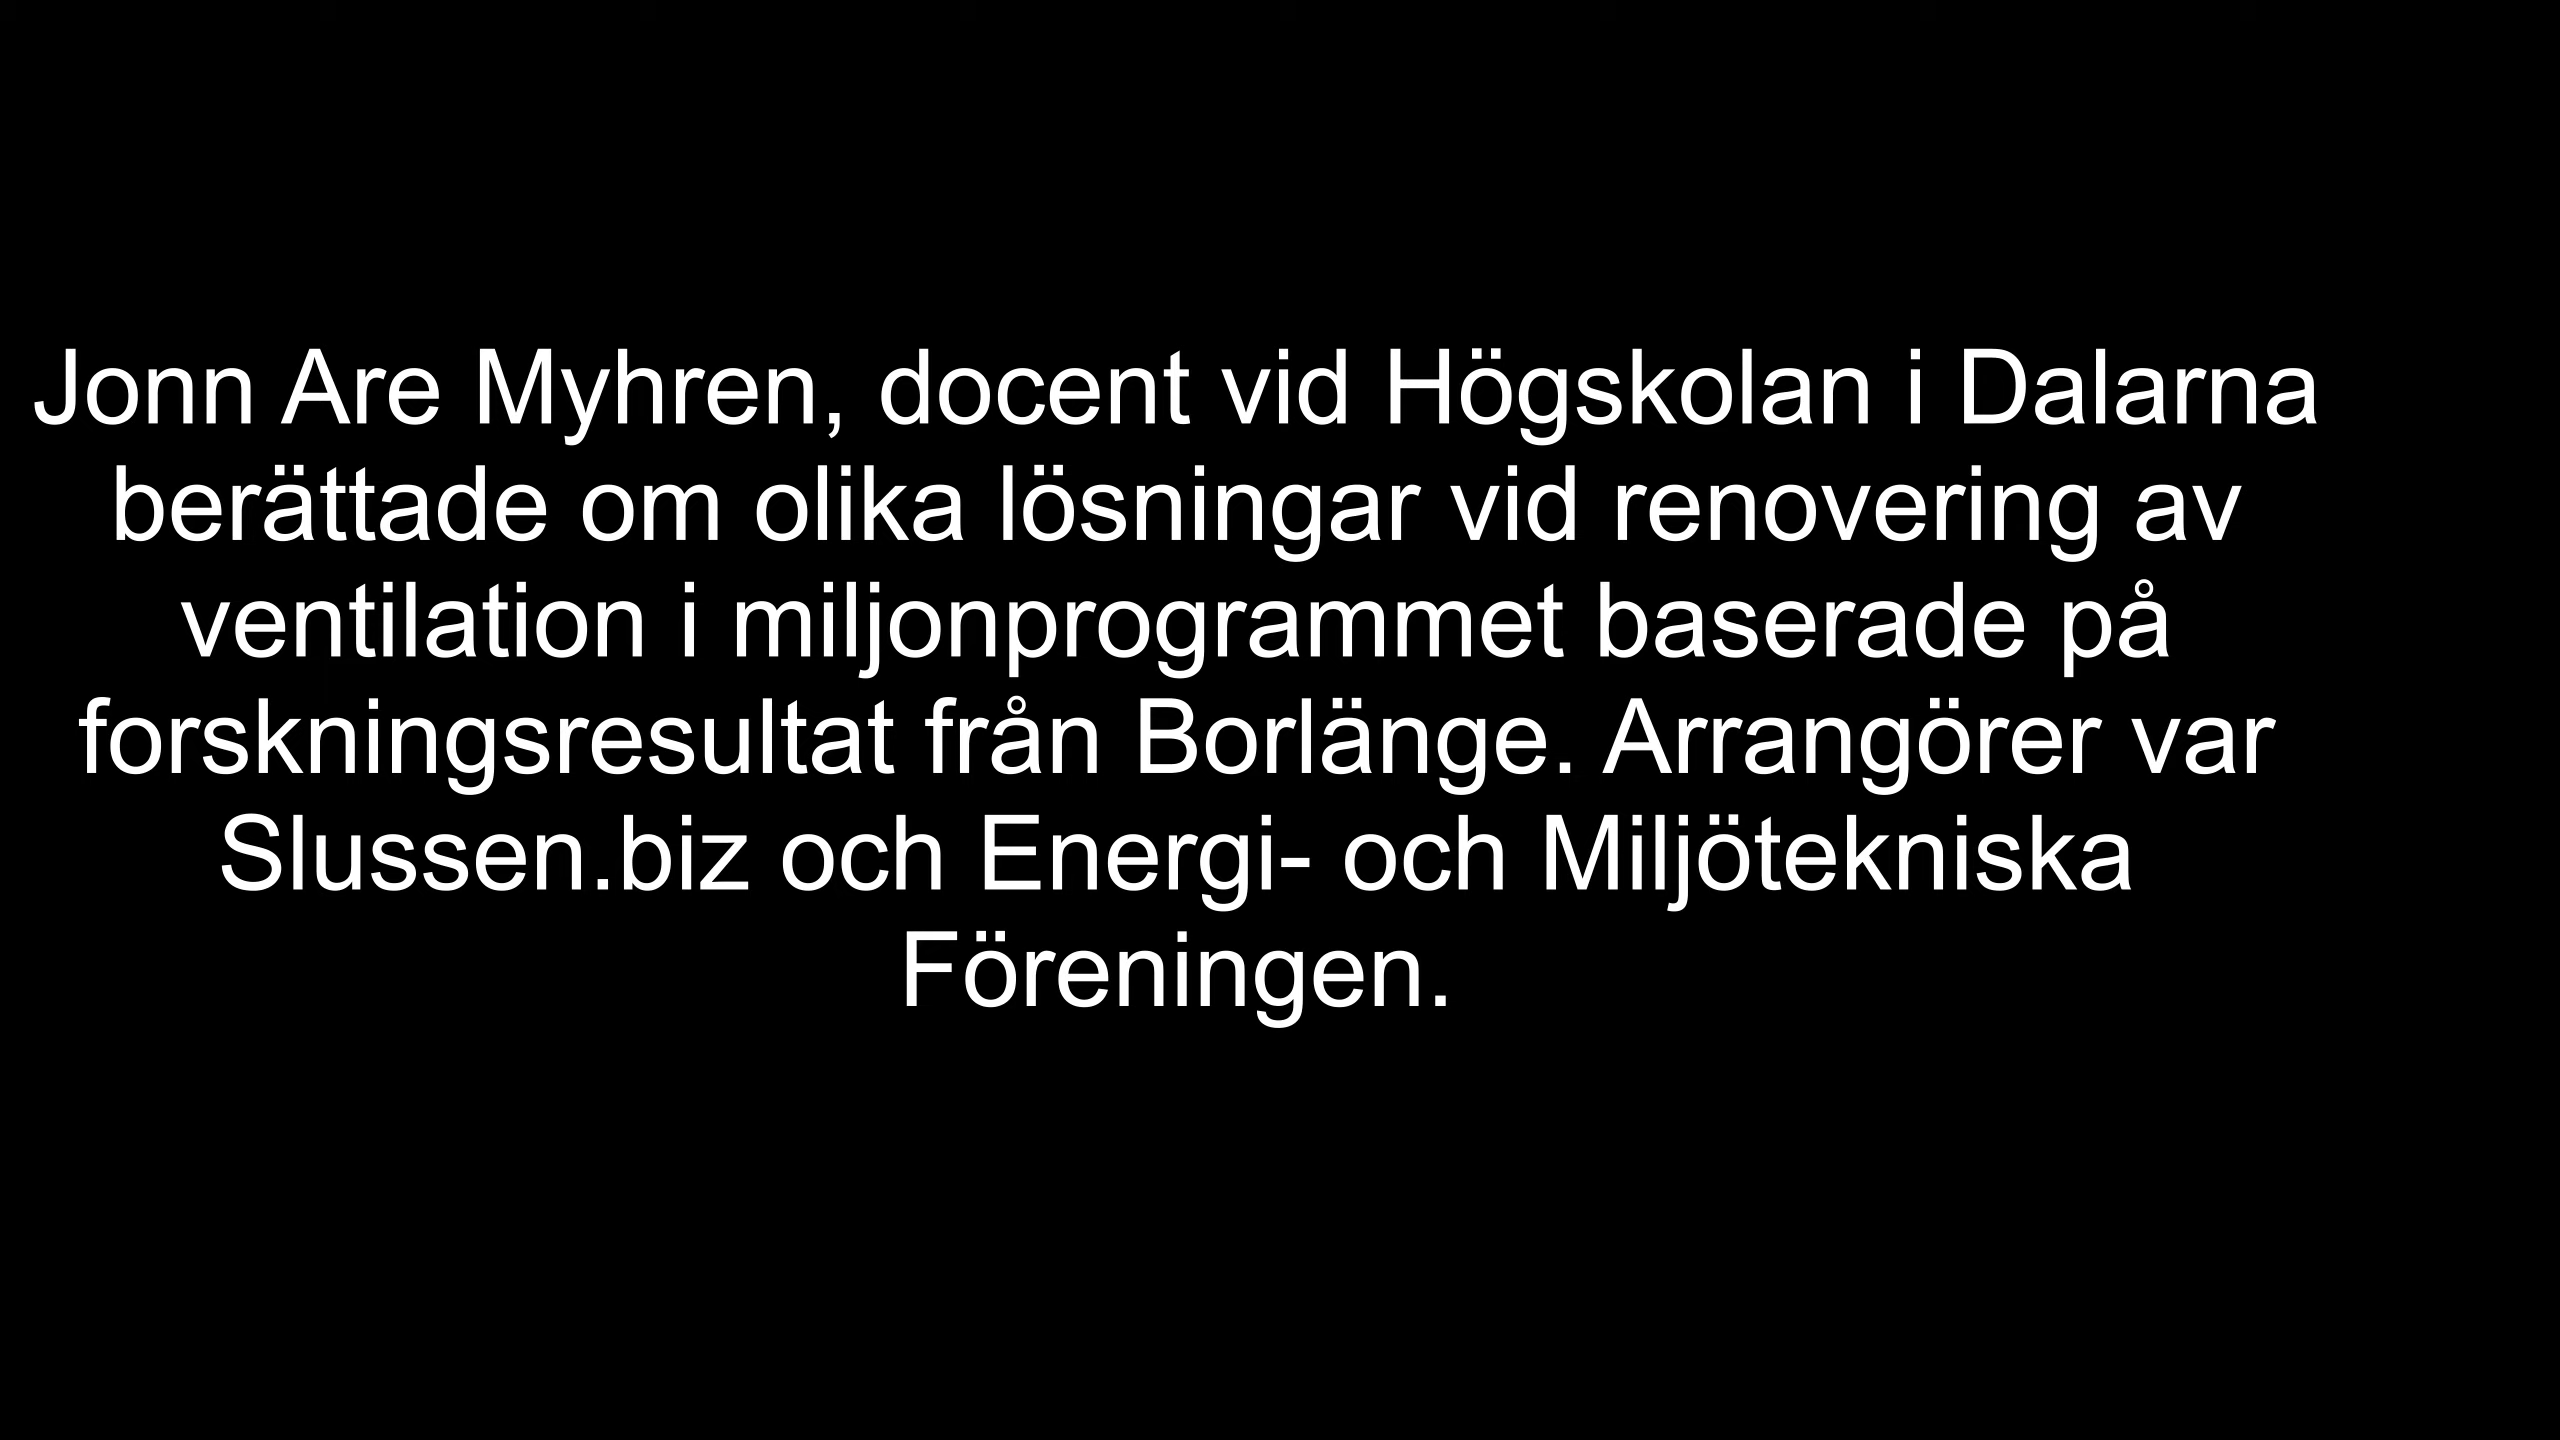 Jonn Are Myhren, docent vid Högskolan i Dalarna
berättade om olika lösningar vid renovering av
ventilation i miljonprogrammet baserade på
forskningsresultat från Borlänge. Arrangörer var
Slussen.biz och Energi- och Miljötekniska
Föreningen.